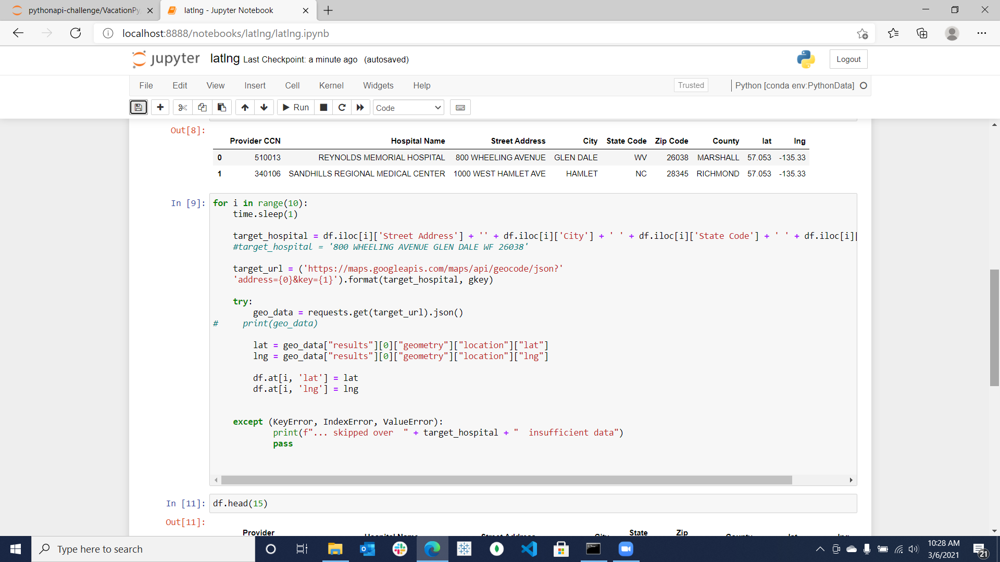 pythonapi-challenge/VacationPy
latlng - Jupyter Notebook
localhost:8888/notebooks/latlng/latlng.ipynb
jupyter latlng Last Checkpoint: a minute ago (autosaved)
Logout
File Edit View Insert Cell Kernel Widgets Help
Trusted
Python [conda env:PythonData]
Run
Code
Out[8]:
Provider CCN Hospital Name Street Address City State Code Zip Code County lat lng
0 510013 REYNOLDS MEMORIAL HOSPITAL 800 WHEELING AVENUE GLEN DALE WV 26038 MARSHALL 57.053 -135.33
1 340106 SANDHILLS REGIONAL MEDICAL CENTER 1000 WEST HAMLET AVE HAMLET NC 28345 RICHMOND 57.053 -135.33
In [9]:
for i in range(10):
time.sleep(1)
target_hospital = df.iloc[i]['Street Address'] + '' + df.iloc[i]['City'] + ' ' + df.iloc[i]['State Code'] + ' ' + df.iloc[i][
#target_hospital = '800 WHEELING AVENUE GLEN DALE WF 26038'
target_url = ('https://maps.googleapis.com/maps/api/geocode/json?'
'address={0}&key={1}').format(target_hospital, gkey)
try:
geo_data = requests.get(target_url).json()
# print(geo_data)
lat = geo_data["results"][0]["geometry"]["location"]["lat"]
lng = geo_data["results"][0]["geometry"]["location"]["lng"]
df.at[i, 'lat'] = lat
df.at[i, 'lng'] = lng
except (KeyError, IndexError, ValueError):
print(f"... skipped over  " + target_hospital + "  insufficient data")
pass
In [11]:
df.head(15)
Out[11]:
Provider State Zip
Hospital Name Street Address City County lat lng
Type here to search
10:28 AM
3/6/2021
21